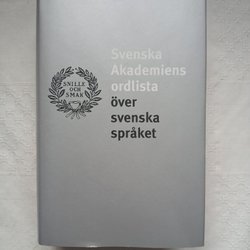 Svenska
Akademiens
ordlista
över
svenska
språket
SNILLE
OCH
SMAK